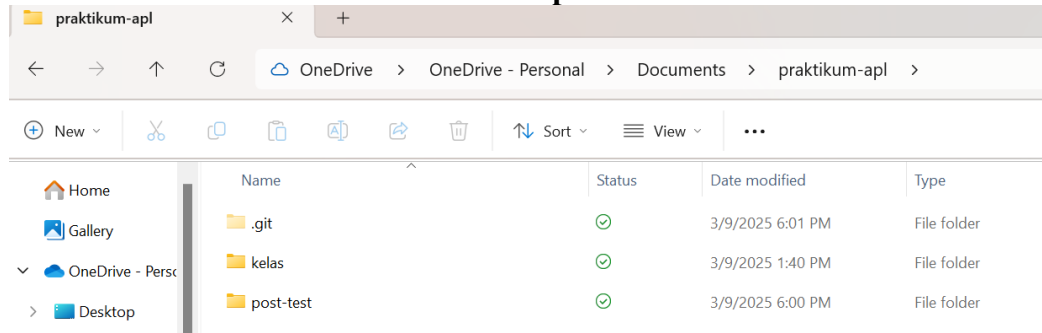 praktikum-apl
OneDrive > OneDrive - Personal > Documents > praktikum-apl >
New Sort View ...
Home
Gallery
OneDrive - Perso
Desktop
Name Status Date modified Type
.git 3/9/2025 6:01 PM File folder
kelas 3/9/2025 1:40 PM File folder
post-test 3/9/2025 6:00 PM File folder